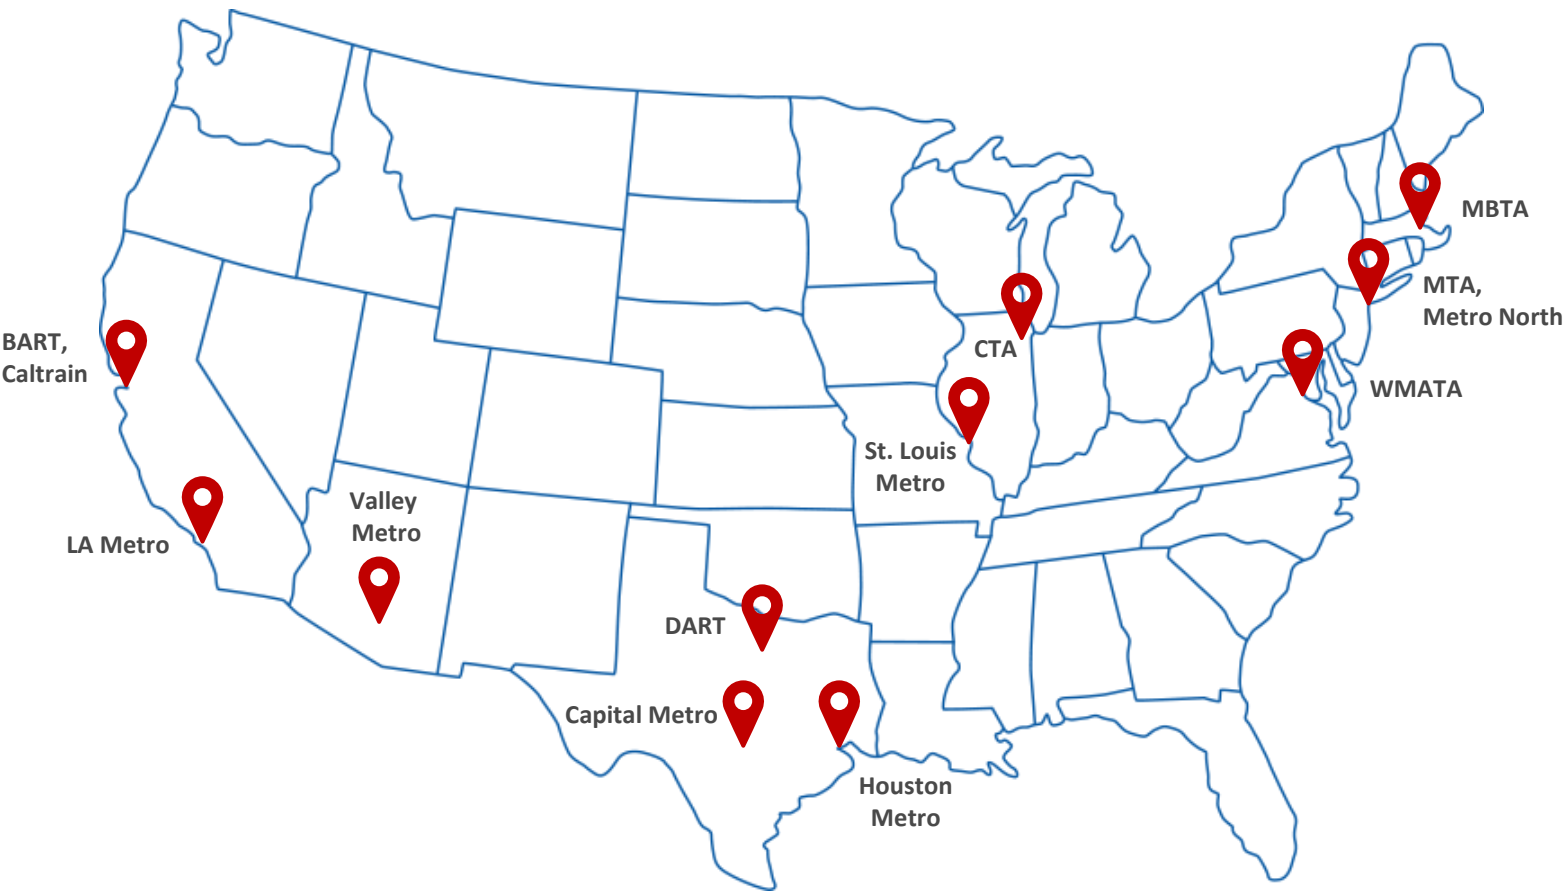 MBTA
MTA,
Metro North
BART,
Caltrain
CTA
WMATA
St. Louis
Metro
Valley
Metro
LA Metro
DART
Capital Metro
Houston
Metro